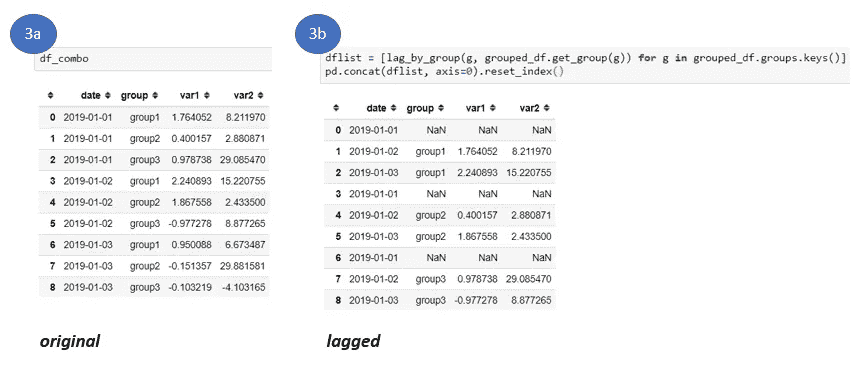 3a
df_combo
date group var1 var2
0 2019-01-01 group1 1.764052 8.211970
1 2019-01-01 group2 0.400157 2.880871
2 2019-01-01 group3 0.978738 29.085470
3 2019-01-02 group1 2.240893 15.220755
4 2019-01-02 group2 1.867558 2.433500
5 2019-01-02 group3 -0.977278 8.877265
6 2019-01-03 group1 0.950088 6.673487
7 2019-01-03 group2 -0.151357 29.881581
8 2019-01-03 group3 -0.103219 -4.103165
original
3b
dflist = [lag_by_group(g, grouped_df.get_group(g)) for g in grouped_df.groups.keys()]
pd.concat(dflist, axis=0).reset_index()
date group var1 var2
0 2019-01-01 NaN NaN NaN
1 2019-01-02 group1 1.764052 8.211970
2 2019-01-03 group1 2.240893 15.220755
3 2019-01-01 NaN NaN NaN
4 2019-01-02 group2 0.400157 2.880871
5 2019-01-03 group2 1.867558 2.433500
6 2019-01-01 NaN NaN NaN
7 2019-01-02 group3 0.978738 29.085470
8 2019-01-03 group3 -0.977278 8.877265
lagged